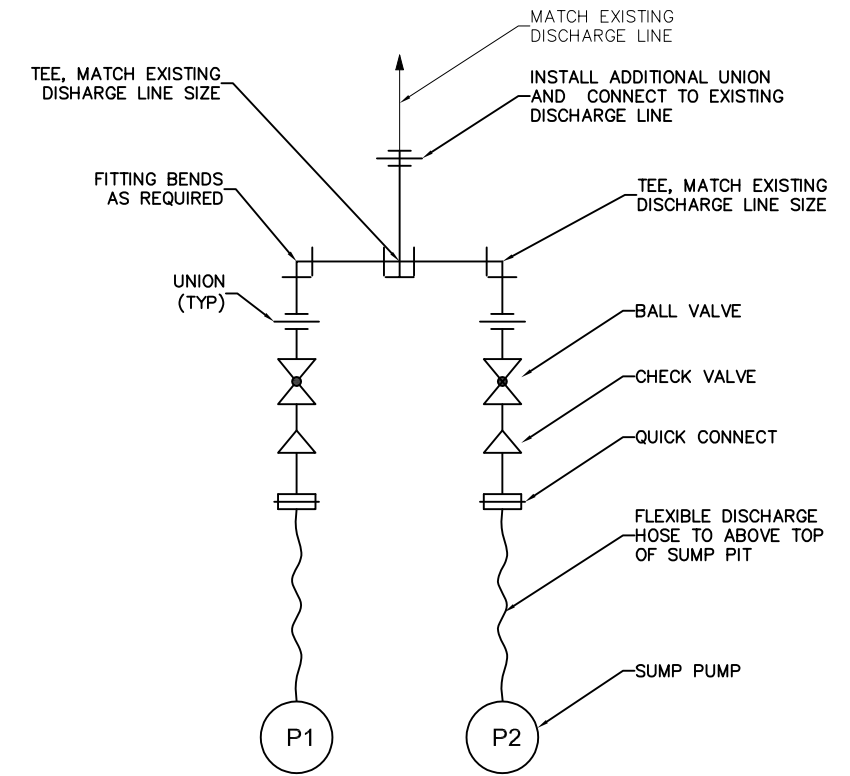 MATCH EXISTING
DISCHARGE LINE
TEE, MATCH EXISTING
DISHARGE LINE SIZE
INSTALL ADDITIONAL UNION
AND CONNECT TO EXISTING
DISCHARGE LINE
FITTING BENDS
AS REQUIRED
TEE, MATCH EXISTING
DISCHARGE LINE SIZE
UNION
(TYP)
BALL VALVE
CHECK VALVE
QUICK CONNECT
FLEXIBLE DISCHARGE
HOSE TO ABOVE TOP
OF SUMP PIT
SUMP PUMP
P1
P2